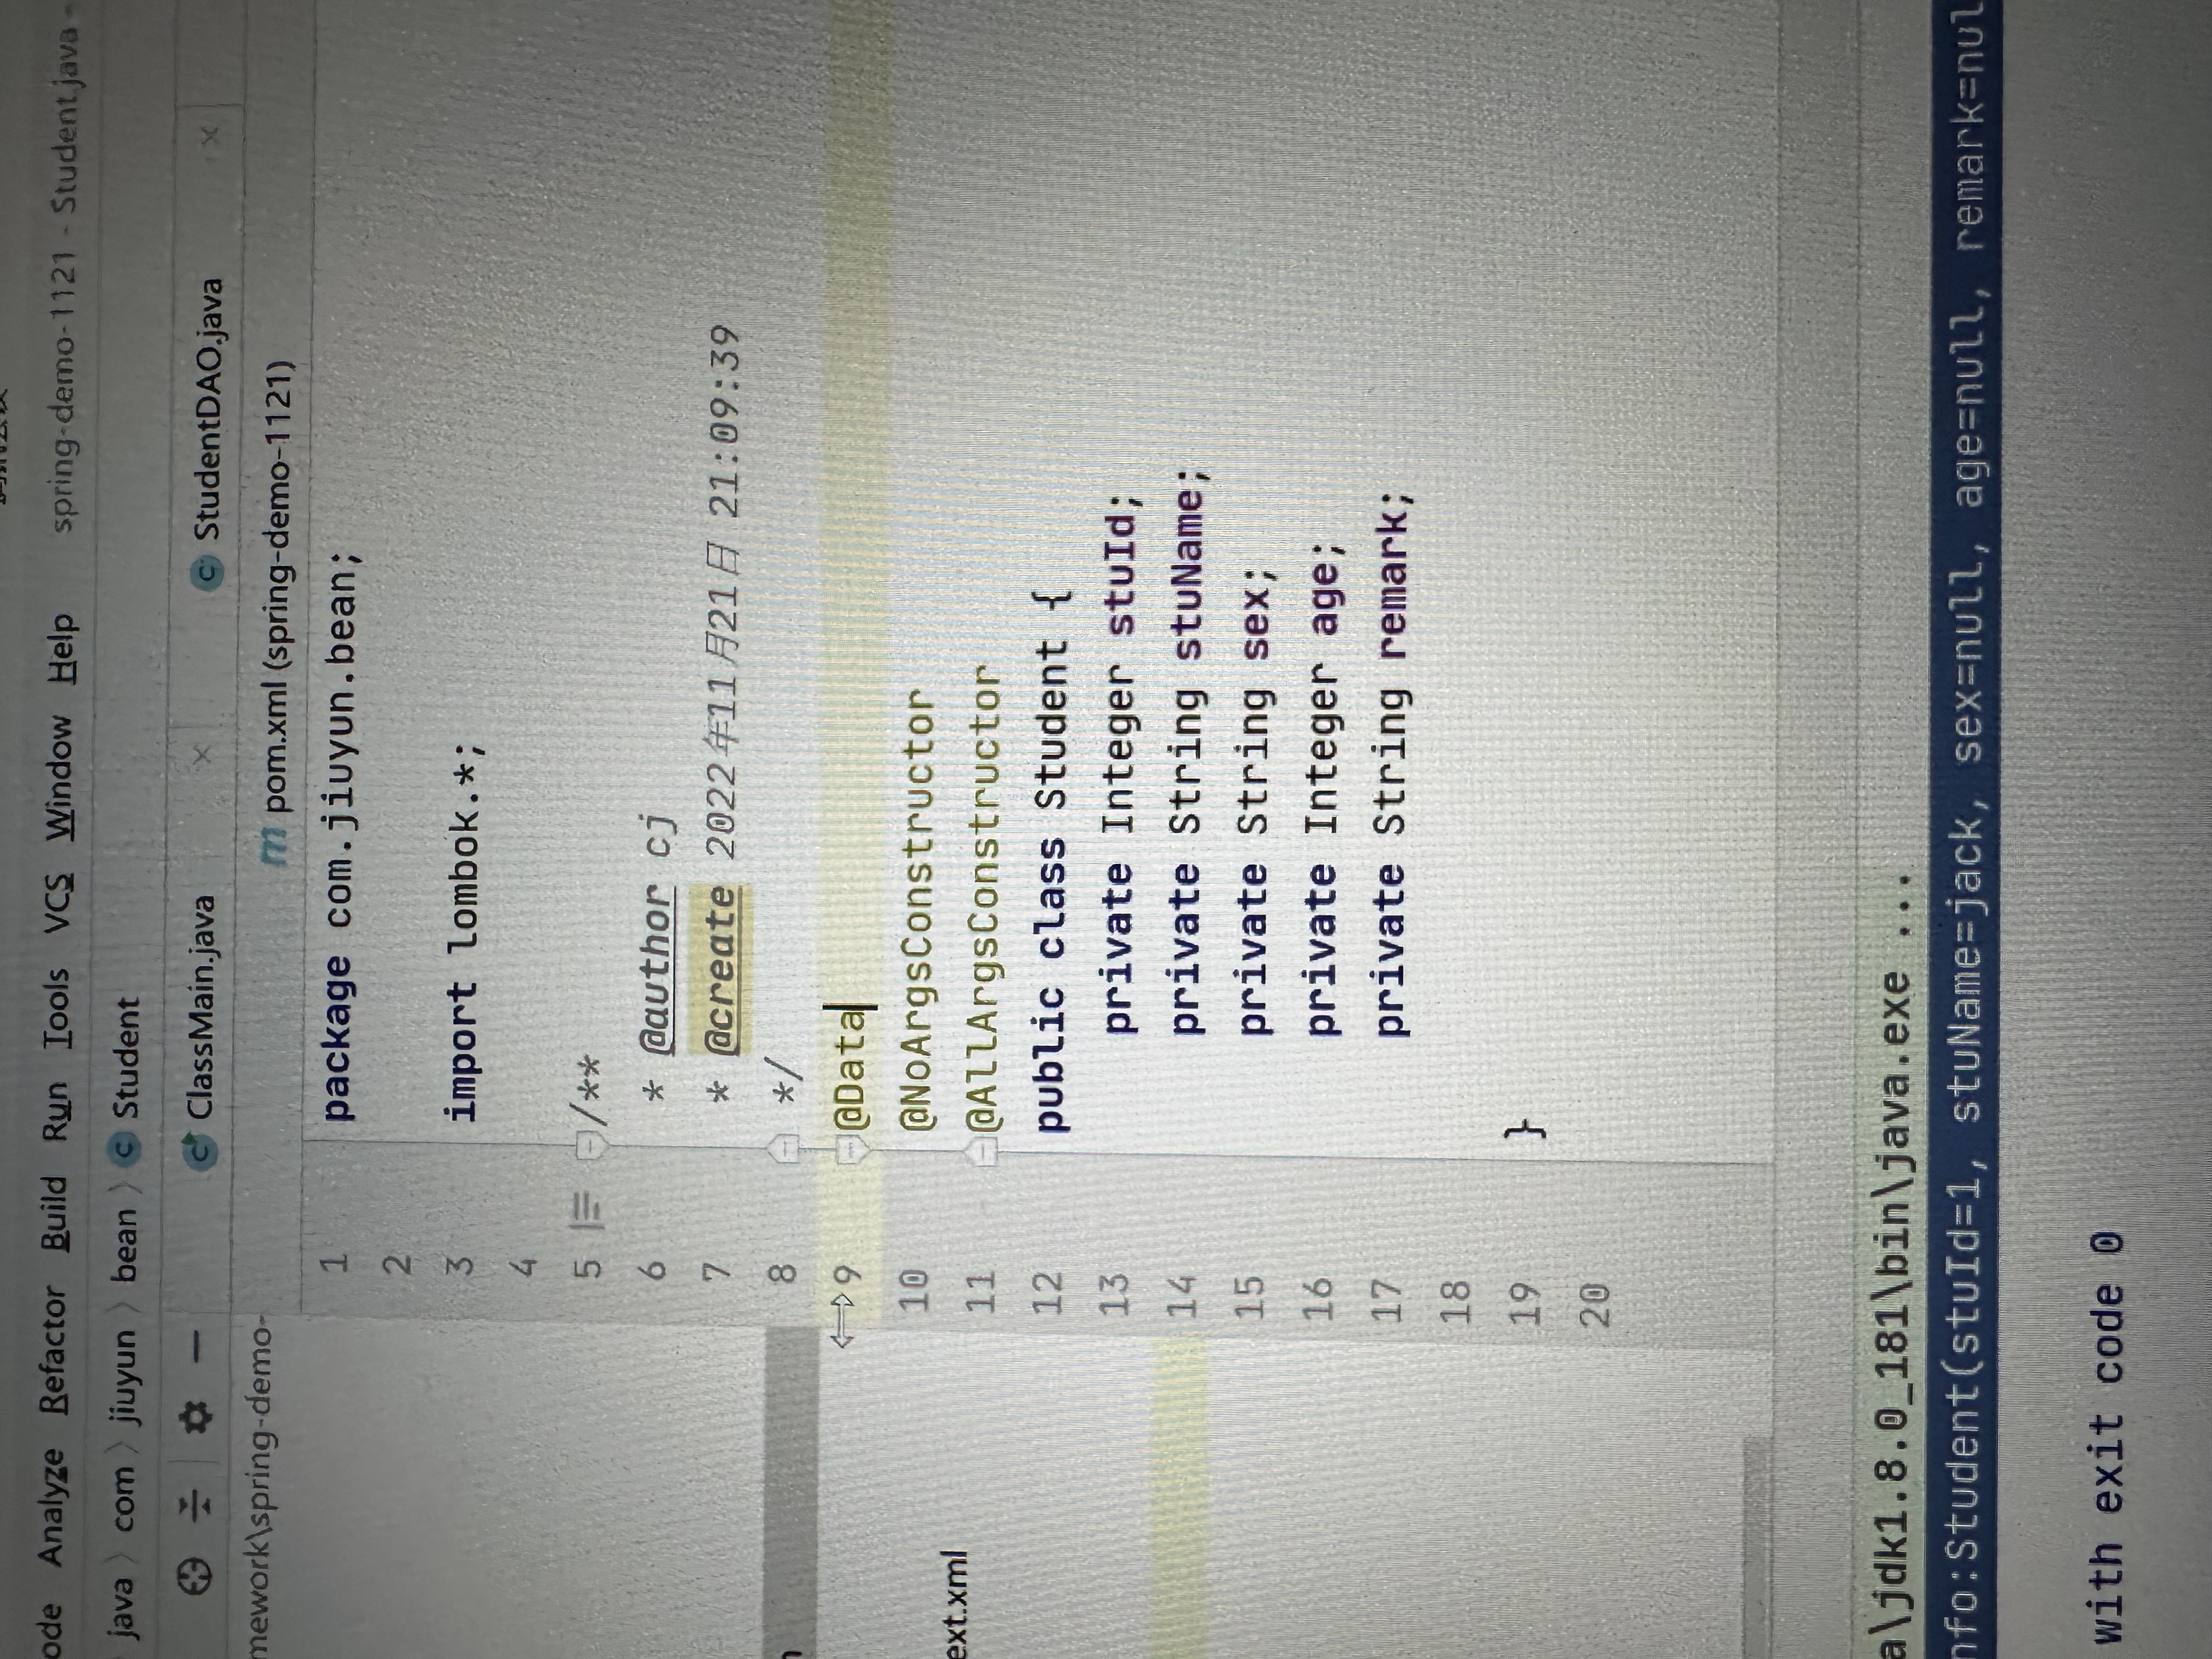 ode Analyze Refactor Build Run Tools VCS Window Help spring-demo-1121 - Student.java -
java com jiuyun bean Student
ClassMain.java StudentDAO.java
mework\spring-demo-
pom.xml (spring-demo-1121)
1 package com.jiuyun.bean;
2
3 import lombok.*;
4
5 /**
6 * @author cj
7 * @create 2022年11月21日 21:09:39
8 */
9 @Data
10 @NoArgsConstructor
ext.xml
11 @AllArgsConstructor
12 public class Student {
13 private Integer stuId;
14 private String stuName;
15 private String sex;
16 private Integer age;
17 private String remark;
18
19 }
20
a\jdk1.8.0_181\bin\java.exe ...
nfo:Student(stuId=1, stuName=jack, sex=null, age=null, remark=nul
with exit code 0